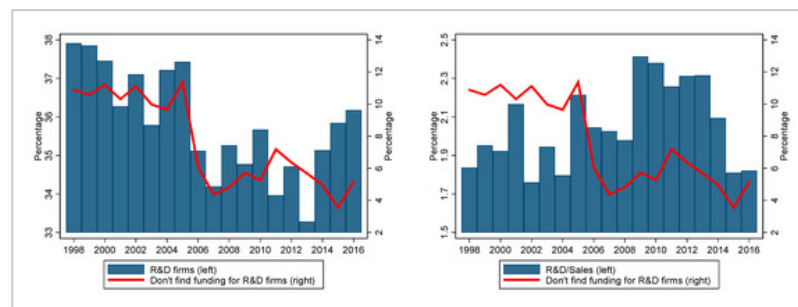 38
37
36
35
34
33
Percentage
14
12
10
8
6
4
2
Percentage
1998 2000 2002 2004 2006 2008 2010 2012 2014 2016
R&D firms (left)
Don't find funding for R&D firms (right)
2.5
2.3
2.1
1.9
1.7
1.5
Percentage
14
12
10
8
6
4
2
Percentage
1998 2000 2002 2004 2006 2008 2010 2012 2014 2016
R&D/Sales (left)
Don't find funding for R&D firms (right)